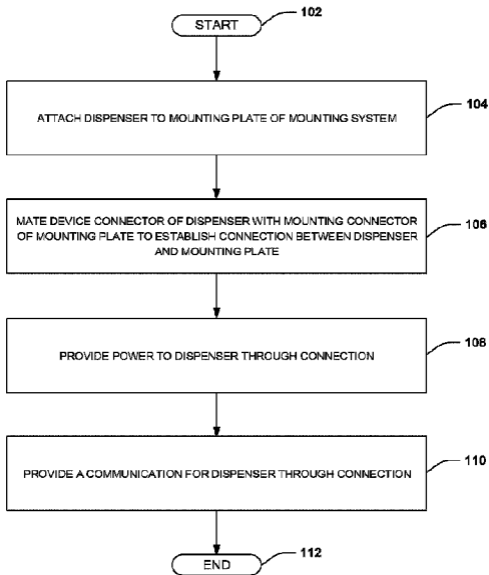 START
102
ATTACH DISPENSER TO MOUNTING PLATE OF MOUNTING SYSTEM
104
MATE DEVICE CONNECTOR OF DISPENSER WITH MOUNTING CONNECTOR
OF MOUNTING PLATE TO ESTABLISH CONNECTION BETWEEN DISPENSER
AND MOUNTING PLATE
106
PROVIDE POWER TO DISPENSER THROUGH CONNECTION
108
PROVIDE A COMMUNICATION FOR DISPENSER THROUGH CONNECTION
110
END
112